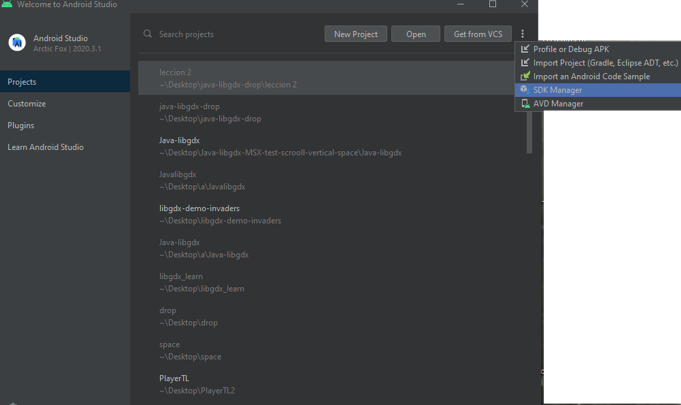 Welcome to Android Studio
Android Studio
Arctic Fox | 2020.3.1
Projects
Customize
Plugins
Learn Android Studio
Search projects
New Project
Open
Get from VCS
Profile or Debug APK
Import Project (Gradle, Eclipse ADT, etc.)
Import an Android Code Sample
SDK Manager
AVD Manager
leccion 2
~\Desktop\java-libgdx-drop\leccion 2
java-libgdx-drop
~\Desktop\java-libgdx-drop
Java-libgdx
~\Desktop\Java-libgdx-MSX-test-scrooll-vertical-space\Java-libgdx
Javalibgdx
~\Desktop\a\Javalibgdx
libgdx-demo-invaders
~\Desktop\libgdx-demo-invaders
Java-libgdx
~\Desktop\a\Java-libgdx
libgdx_learn
~\Desktop\libgdx_learn
drop
~\Desktop\drop
space
~\Desktop\space
PlayerTL
~\Desktop\PlayerTL2